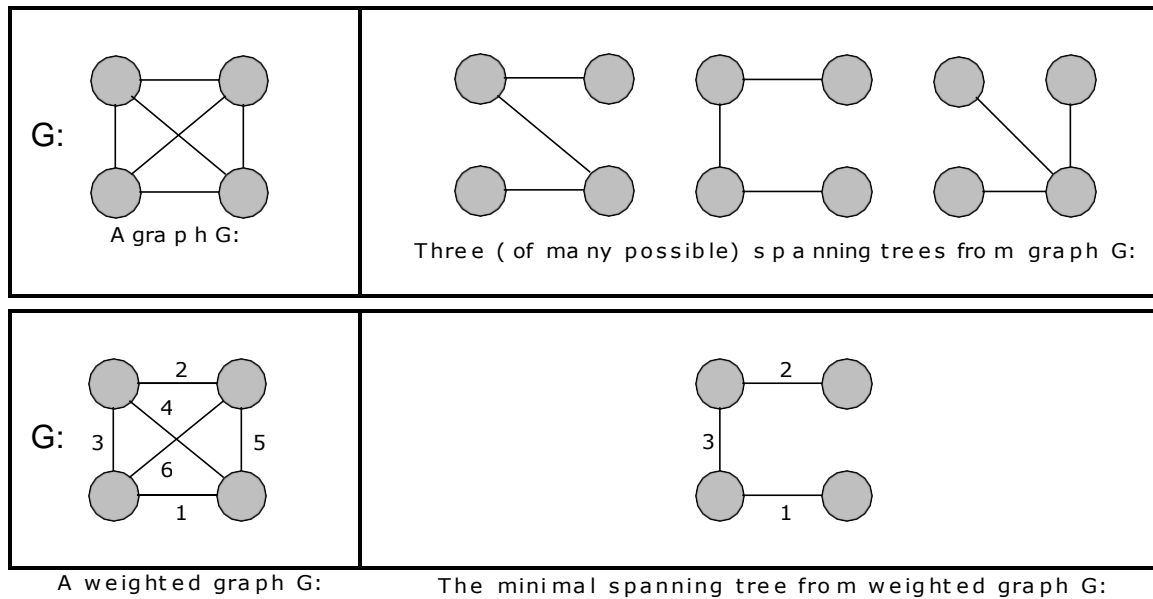 G:
A graph G:
Three (of many possible) spanning trees from graph G:
2
4
G:
3
5
6
1
2
3
1
A weighted graph G:
The minimal spanning tree from weighted graph G: